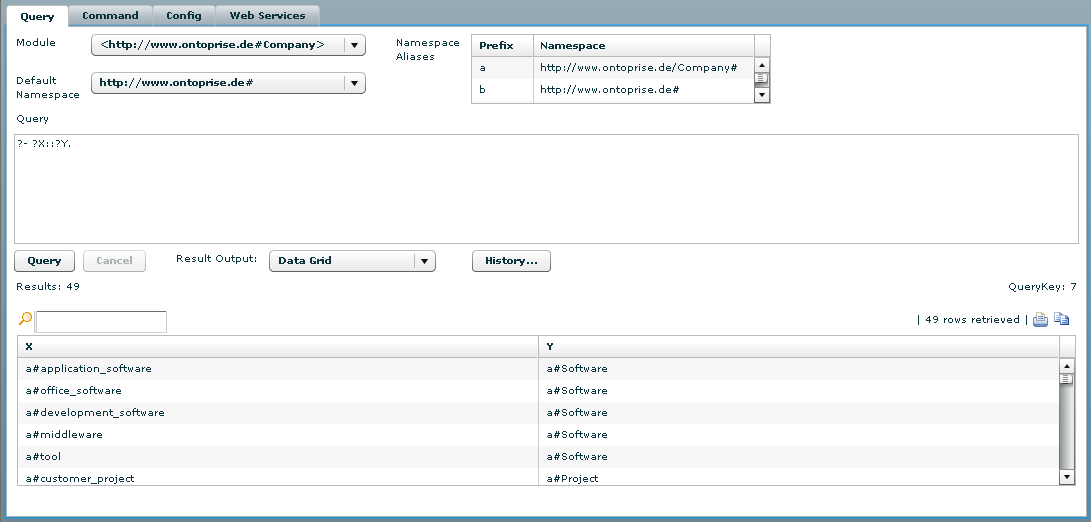 Query Command Config Web Services
Module <http://www.ontoprise.de#Company> Namespace Aliases Prefix Namespace
a http://www.ontoprise.de/Company#
Default Namespace http://www.ontoprise.de# b http://www.ontoprise.de#
Query
?- ?X::?Y.
Query Cancel Result Output: Data Grid History...
Results: 49 QueryKey: 7
| 49 rows retrieved |
X Y
a#application_software a#Software
a#office_software a#Software
a#development_software a#Software
a#middleware a#Software
a#tool a#Software
a#customer_project a#Project